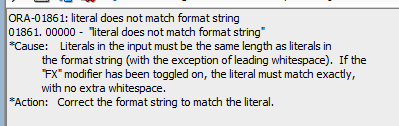 ORA-01861: literal does not match format string
01861. 00000 - "literal does not match format string"
*Cause: Literals in the input must be the same length as literals in
the format string (with the exception of leading whitespace). If the
"FX" modifier has been toggled on, the literal must match exactly,
with no extra whitespace.
*Action: Correct the format string to match the literal.